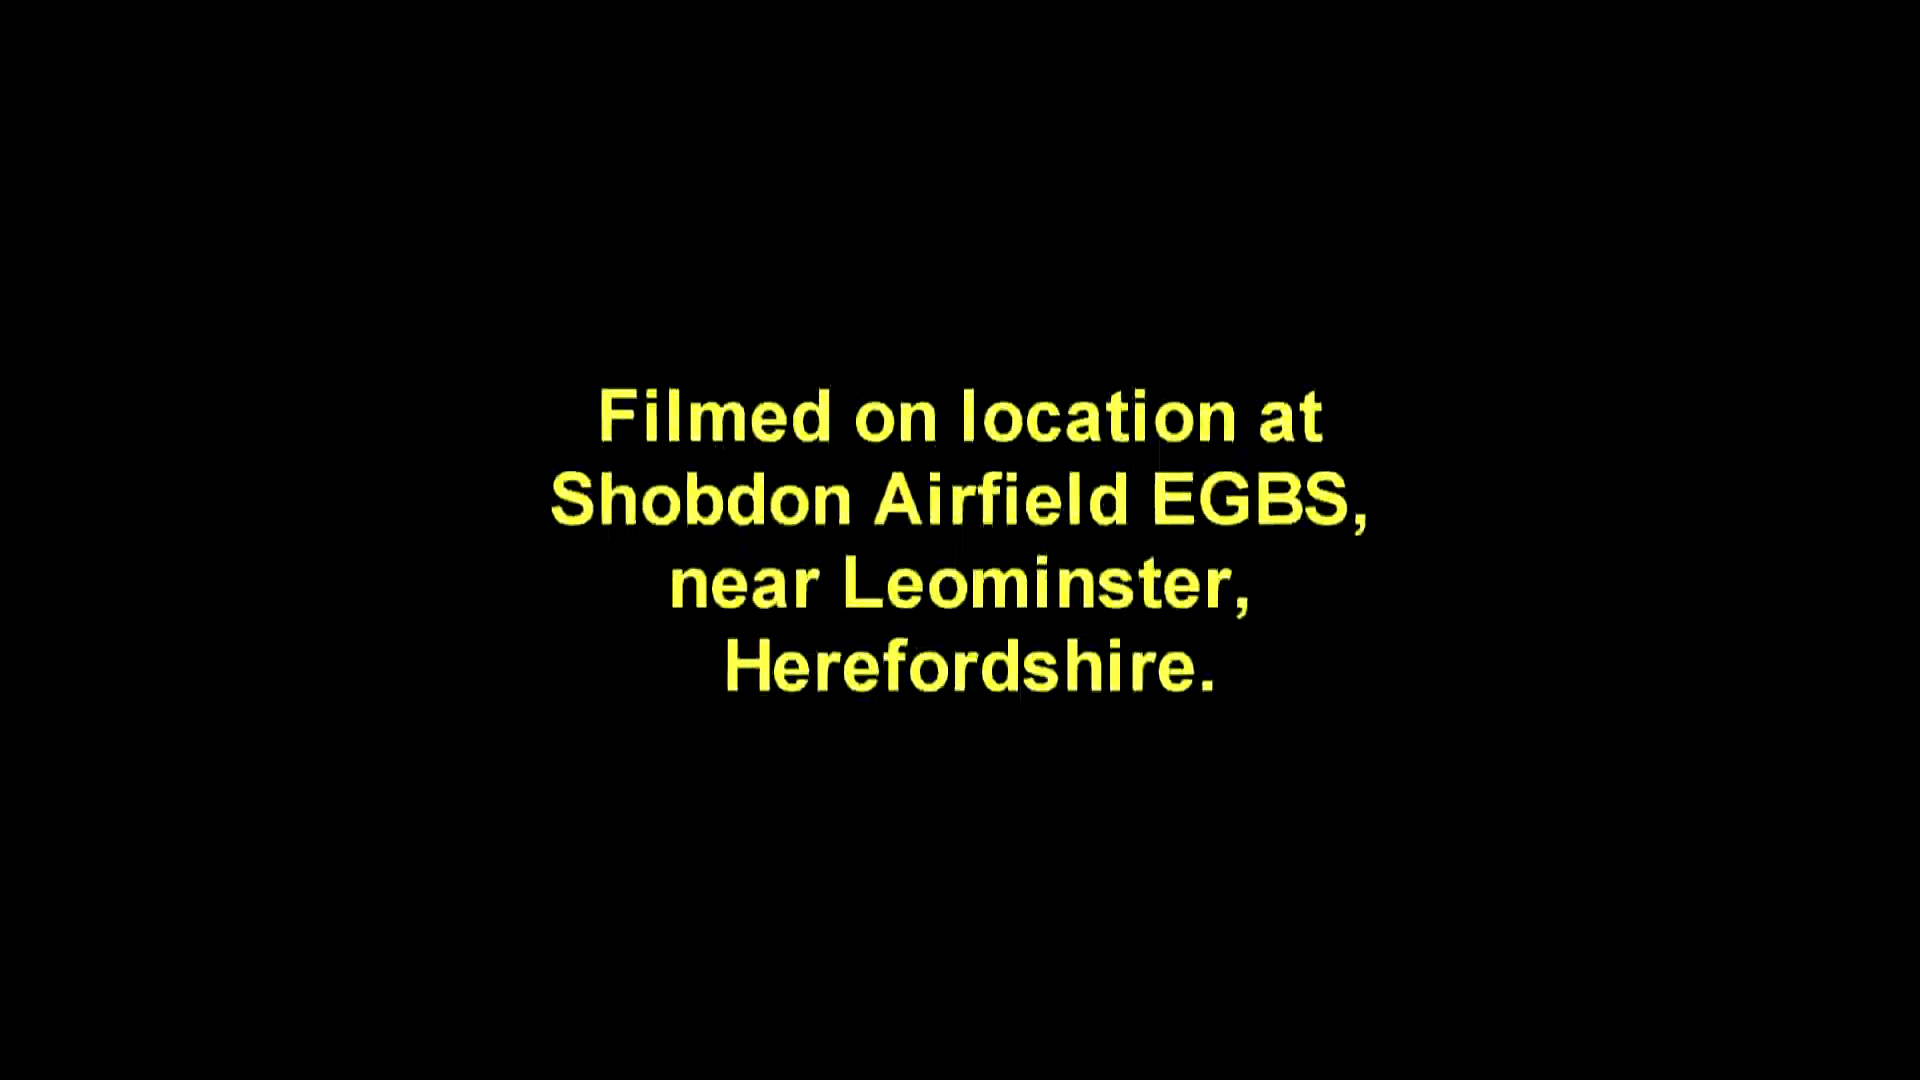 Filmed on location at
Shobdon Airfield EGBS,
near Leominster,
Herefordshire.